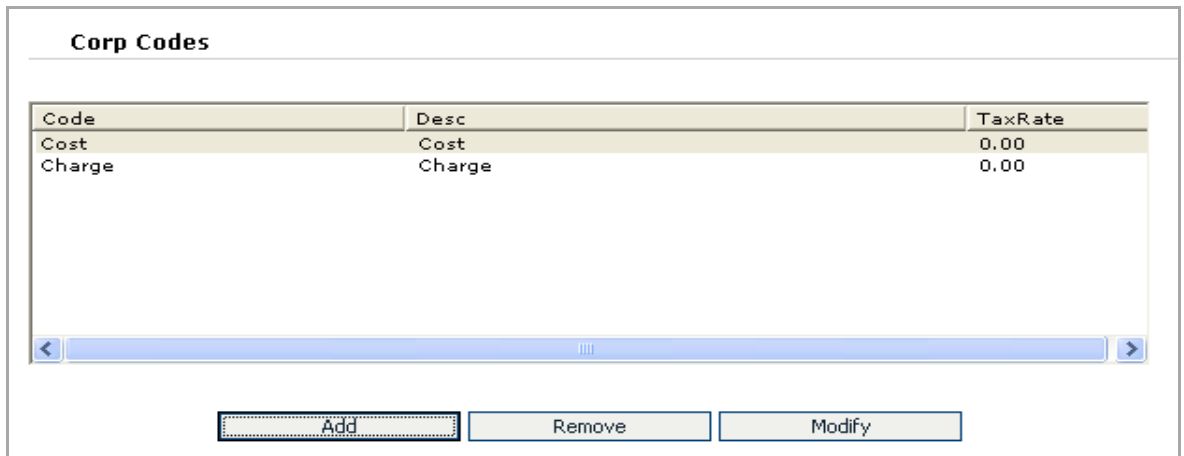 Corp Codes
Code Desc TaxRate
Cost Cost 0.00
Charge Charge 0.00
Add Remove Modify